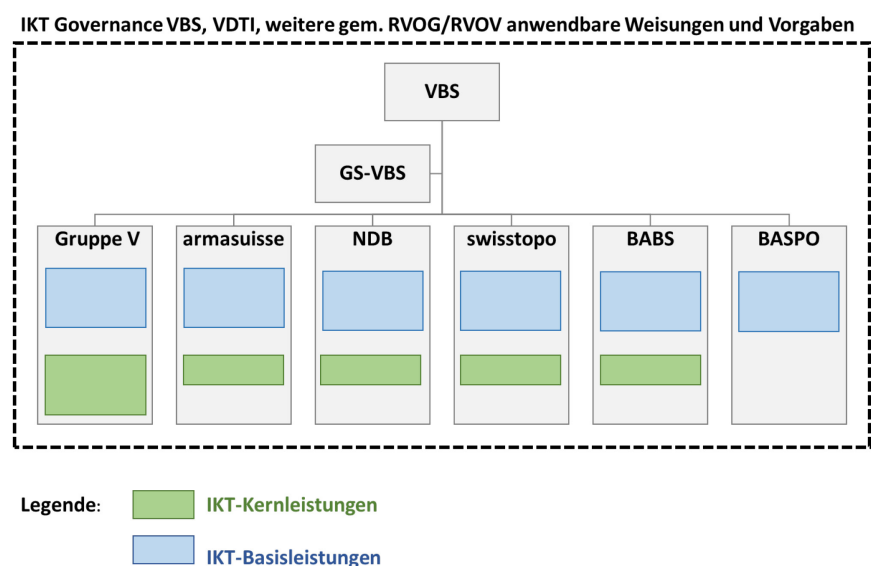 IKT Governance VBS, VDTI, weitere gem. RVOG/RVOV anwendbare Weisungen und Vorgaben
VBS
GS-VBS
Gruppe V
armasuisse
NDB
swisstopo
BABS
BASPO
Legende:
IKT-Kernleistungen
IKT-Basisleistungen